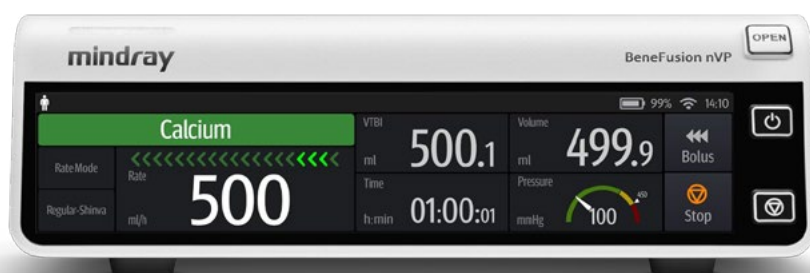 mindray
OPEN
BeneFusion nVP
99% 14:10
Calcium
VTBI
ml
500.1
Volume
ml
499.9
Bolus
Rate Mode
Regular-Shinva
Rate
ml/h
500
Time
h:min
01:00:01
Pressure
mmHg
100
450
Stop